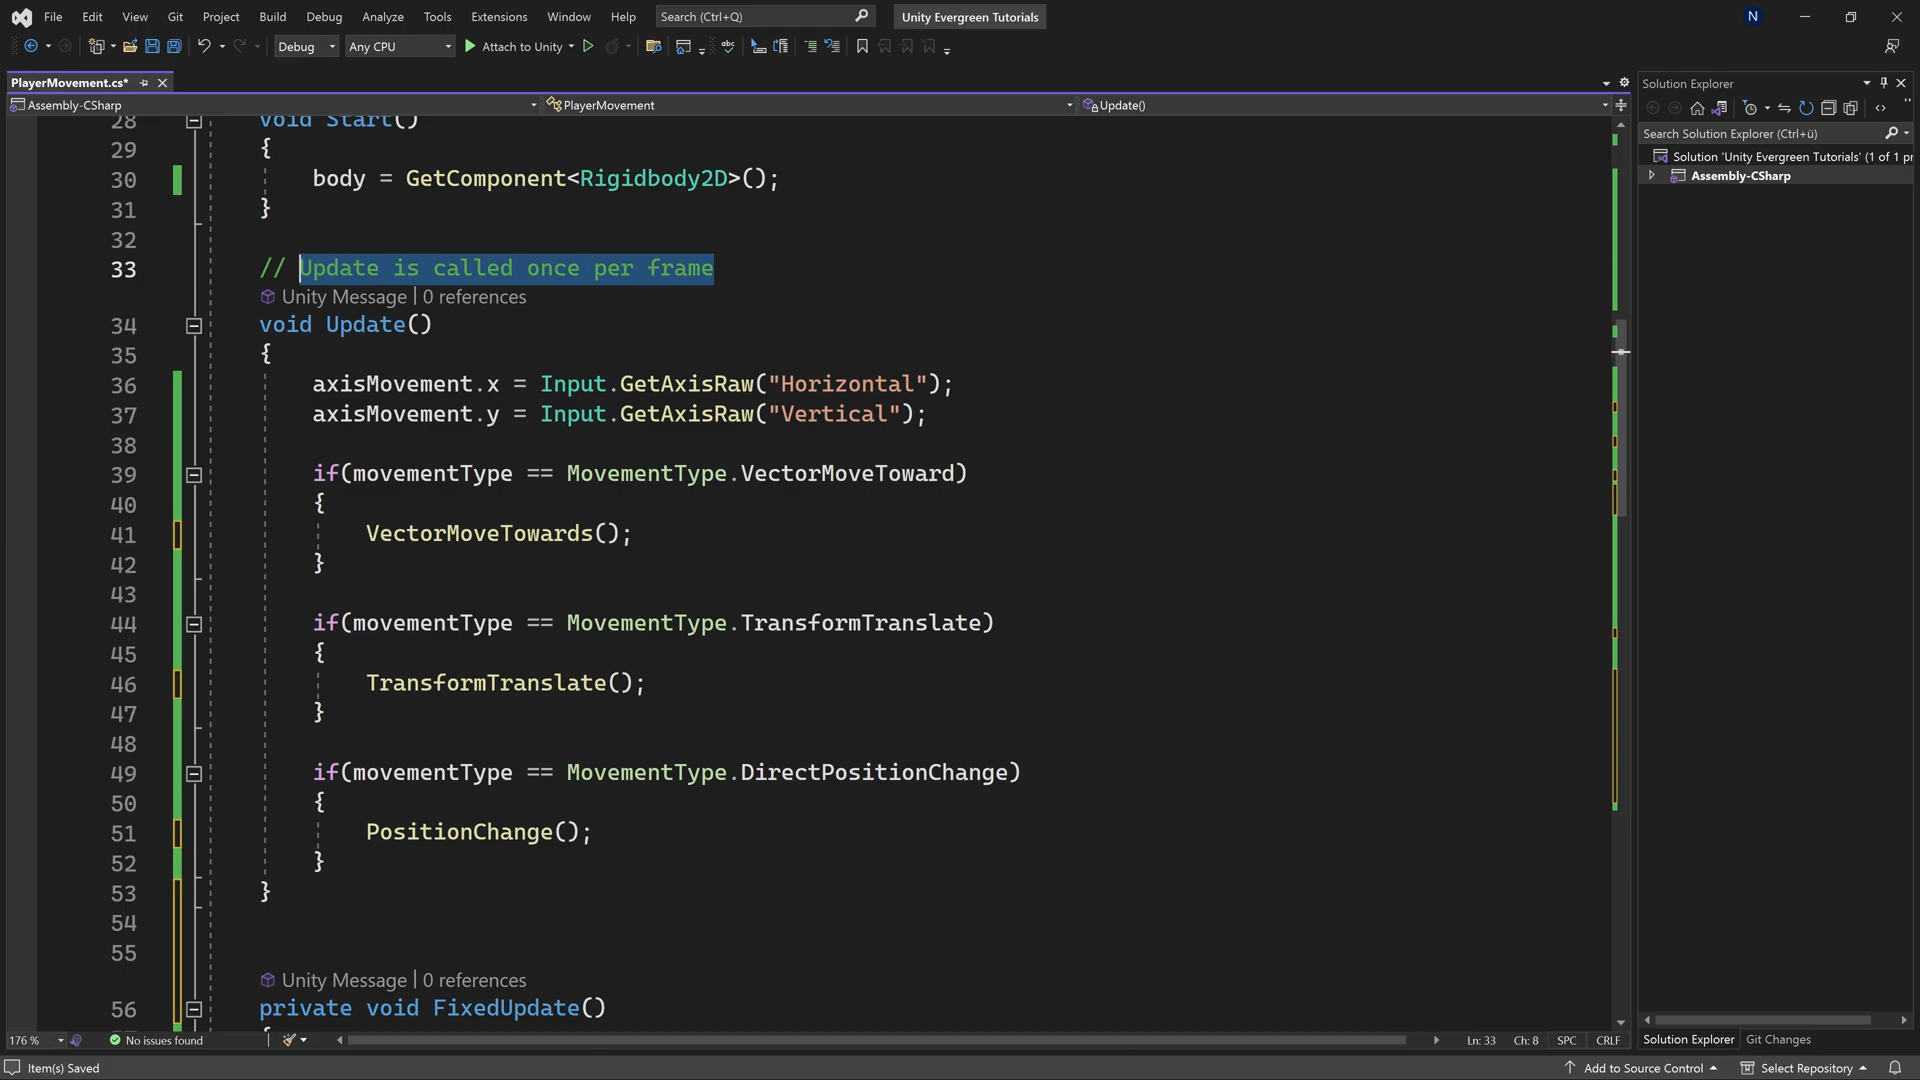 File Edit View Git Project Build Debug Analyze Tools Extensions Window Help Search (Ctrl+Q) Unity Evergreen Tutorials N
Debug Any CPU Attach to Unity
PlayerMovement.cs*
Solution Explorer
Assembly-CSharp PlayerMovement Update()
Search Solution Explorer (Ctrl+ü)
Solution 'Unity Evergreen Tutorials' (1 of 1 pr
Assembly-CSharp
28 void Start()
29 {
30 body = GetComponent<Rigidbody2D>();
31 }
32
33 // Update is called once per frame
Unity Message | 0 references
34 void Update()
35 {
36 axisMovement.x = Input.GetAxisRaw("Horizontal");
37 axisMovement.y = Input.GetAxisRaw("Vertical");
38
39 if(movementType == MovementType.VectorMoveToward)
40 {
41 VectorMoveTowards();
42 }
43
44 if(movementType == MovementType.TransformTranslate)
45 {
46 TransformTranslate();
47 }
48
49 if(movementType == MovementType.DirectPositionChange)
50 {
51 PositionChange();
52 }
53 }
54
55
Unity Message | 0 references
56 private void FixedUpdate()
176 % No issues found Ln: 33 Ch: 8 SPC CRLF
Solution Explorer Git Changes
Item(s) Saved Add to Source Control Select Repository